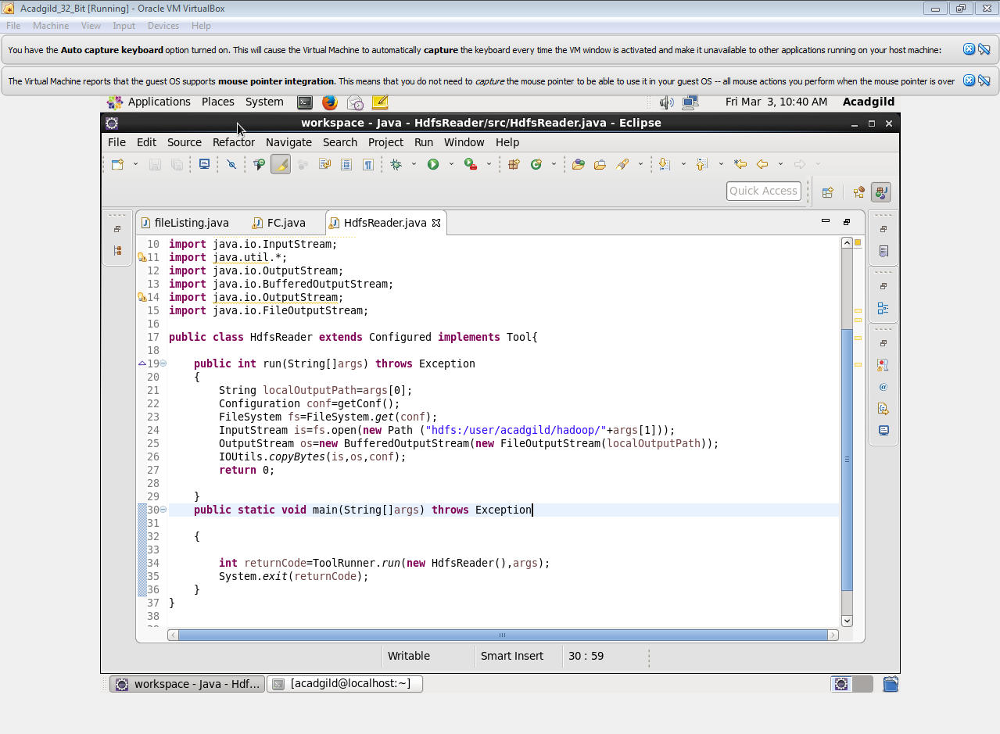 Acadgild_32_Bit [Running] - Oracle VM VirtualBox
File Machine View Input Devices Help
You have the Auto capture keyboard option turned on. This will cause the Virtual Machine to automatically capture the keyboard every time the VM window is activated and make it unavailable to other applications running on your host machine:
The Virtual Machine reports that the guest OS supports mouse pointer integration. This means that you do not need to capture the mouse pointer to be able to use it in your guest OS -- all mouse actions you perform when the mouse pointer is over
Applications Places System Fri Mar 3, 10:40 AM Acadgild
workspace - Java - HdfsReader/src/HdfsReader.java - Eclipse
File Edit Source Refactor Navigate Search Project Run Window Help
Quick Access
fileListing.java FC.java HdfsReader.java
10 import java.io.InputStream;
11 import java.util.*;
12 import java.io.OutputStream;
13 import java.io.BufferedOutputStream;
14 import java.io.OutputStream;
15 import java.io.FileOutputStream;
16
17 public class HdfsReader extends Configured implements Tool{
18
19 public int run(String[]args) throws Exception
20 {
21 String localOutputPath=args[0];
22 Configuration conf=getConf();
23 FileSystem fs=FileSystem.get(conf);
24 InputStream is=fs.open(new Path ("hdfs:/user/acadgild/hadoop/"+args[1]));
25 OutputStream os=new BufferedOutputStream(new FileOutputStream(localOutputPath));
26 IOUtils.copyBytes(is,os,conf);
27 return 0;
28
29 }
30 public static void main(String[]args) throws Exception
31
32 {
33
34 int returnCode=ToolRunner.run(new HdfsReader(),args);
35 System.exit(returnCode);
36 }
37 }
38
Writable Smart Insert 30 : 59
workspace - Java - Hdf... [acadgild@localhost:~]